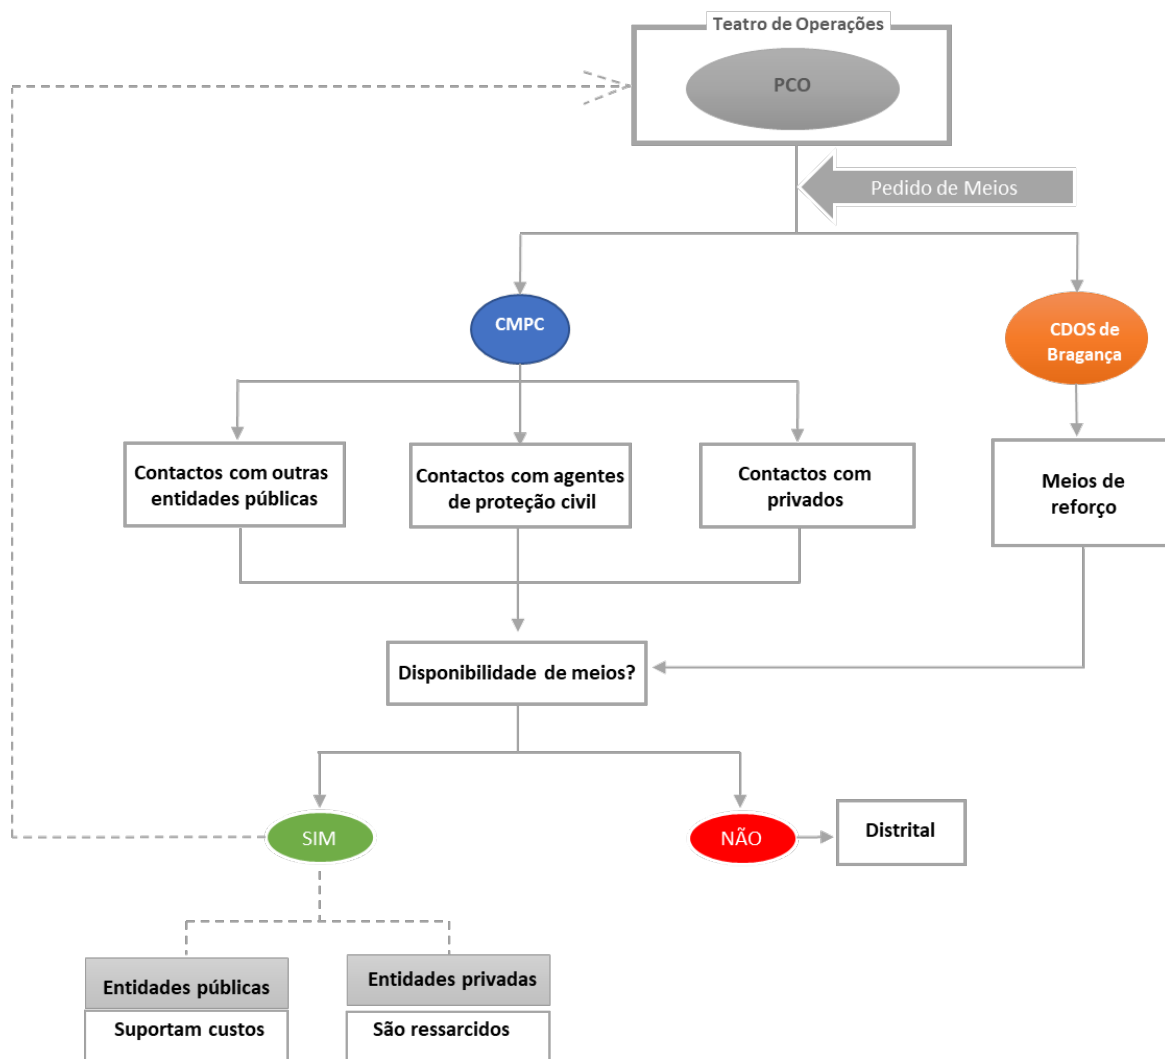 Teatro de Operações
PCO
Pedido de Meios
CMPC
CDOS de
Bragança
Contactos com outras
entidades públicas
Contactos com agentes
de proteção civil
Contactos com
privados
Meios de
reforço
Disponibilidade de meios?
SIM
NÃO
Distrital
Entidades públicas
Suportam custos
Entidades privadas
São ressarcidos